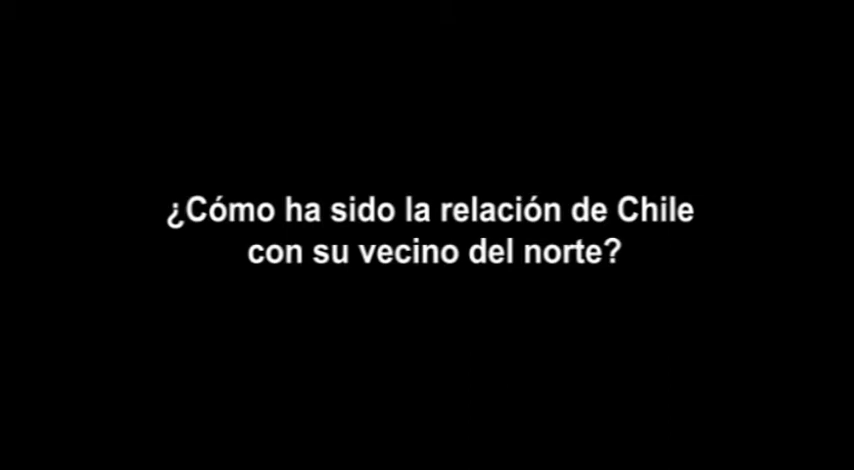 ¿Cómo ha sido la relación de Chile
con su vecino del norte?